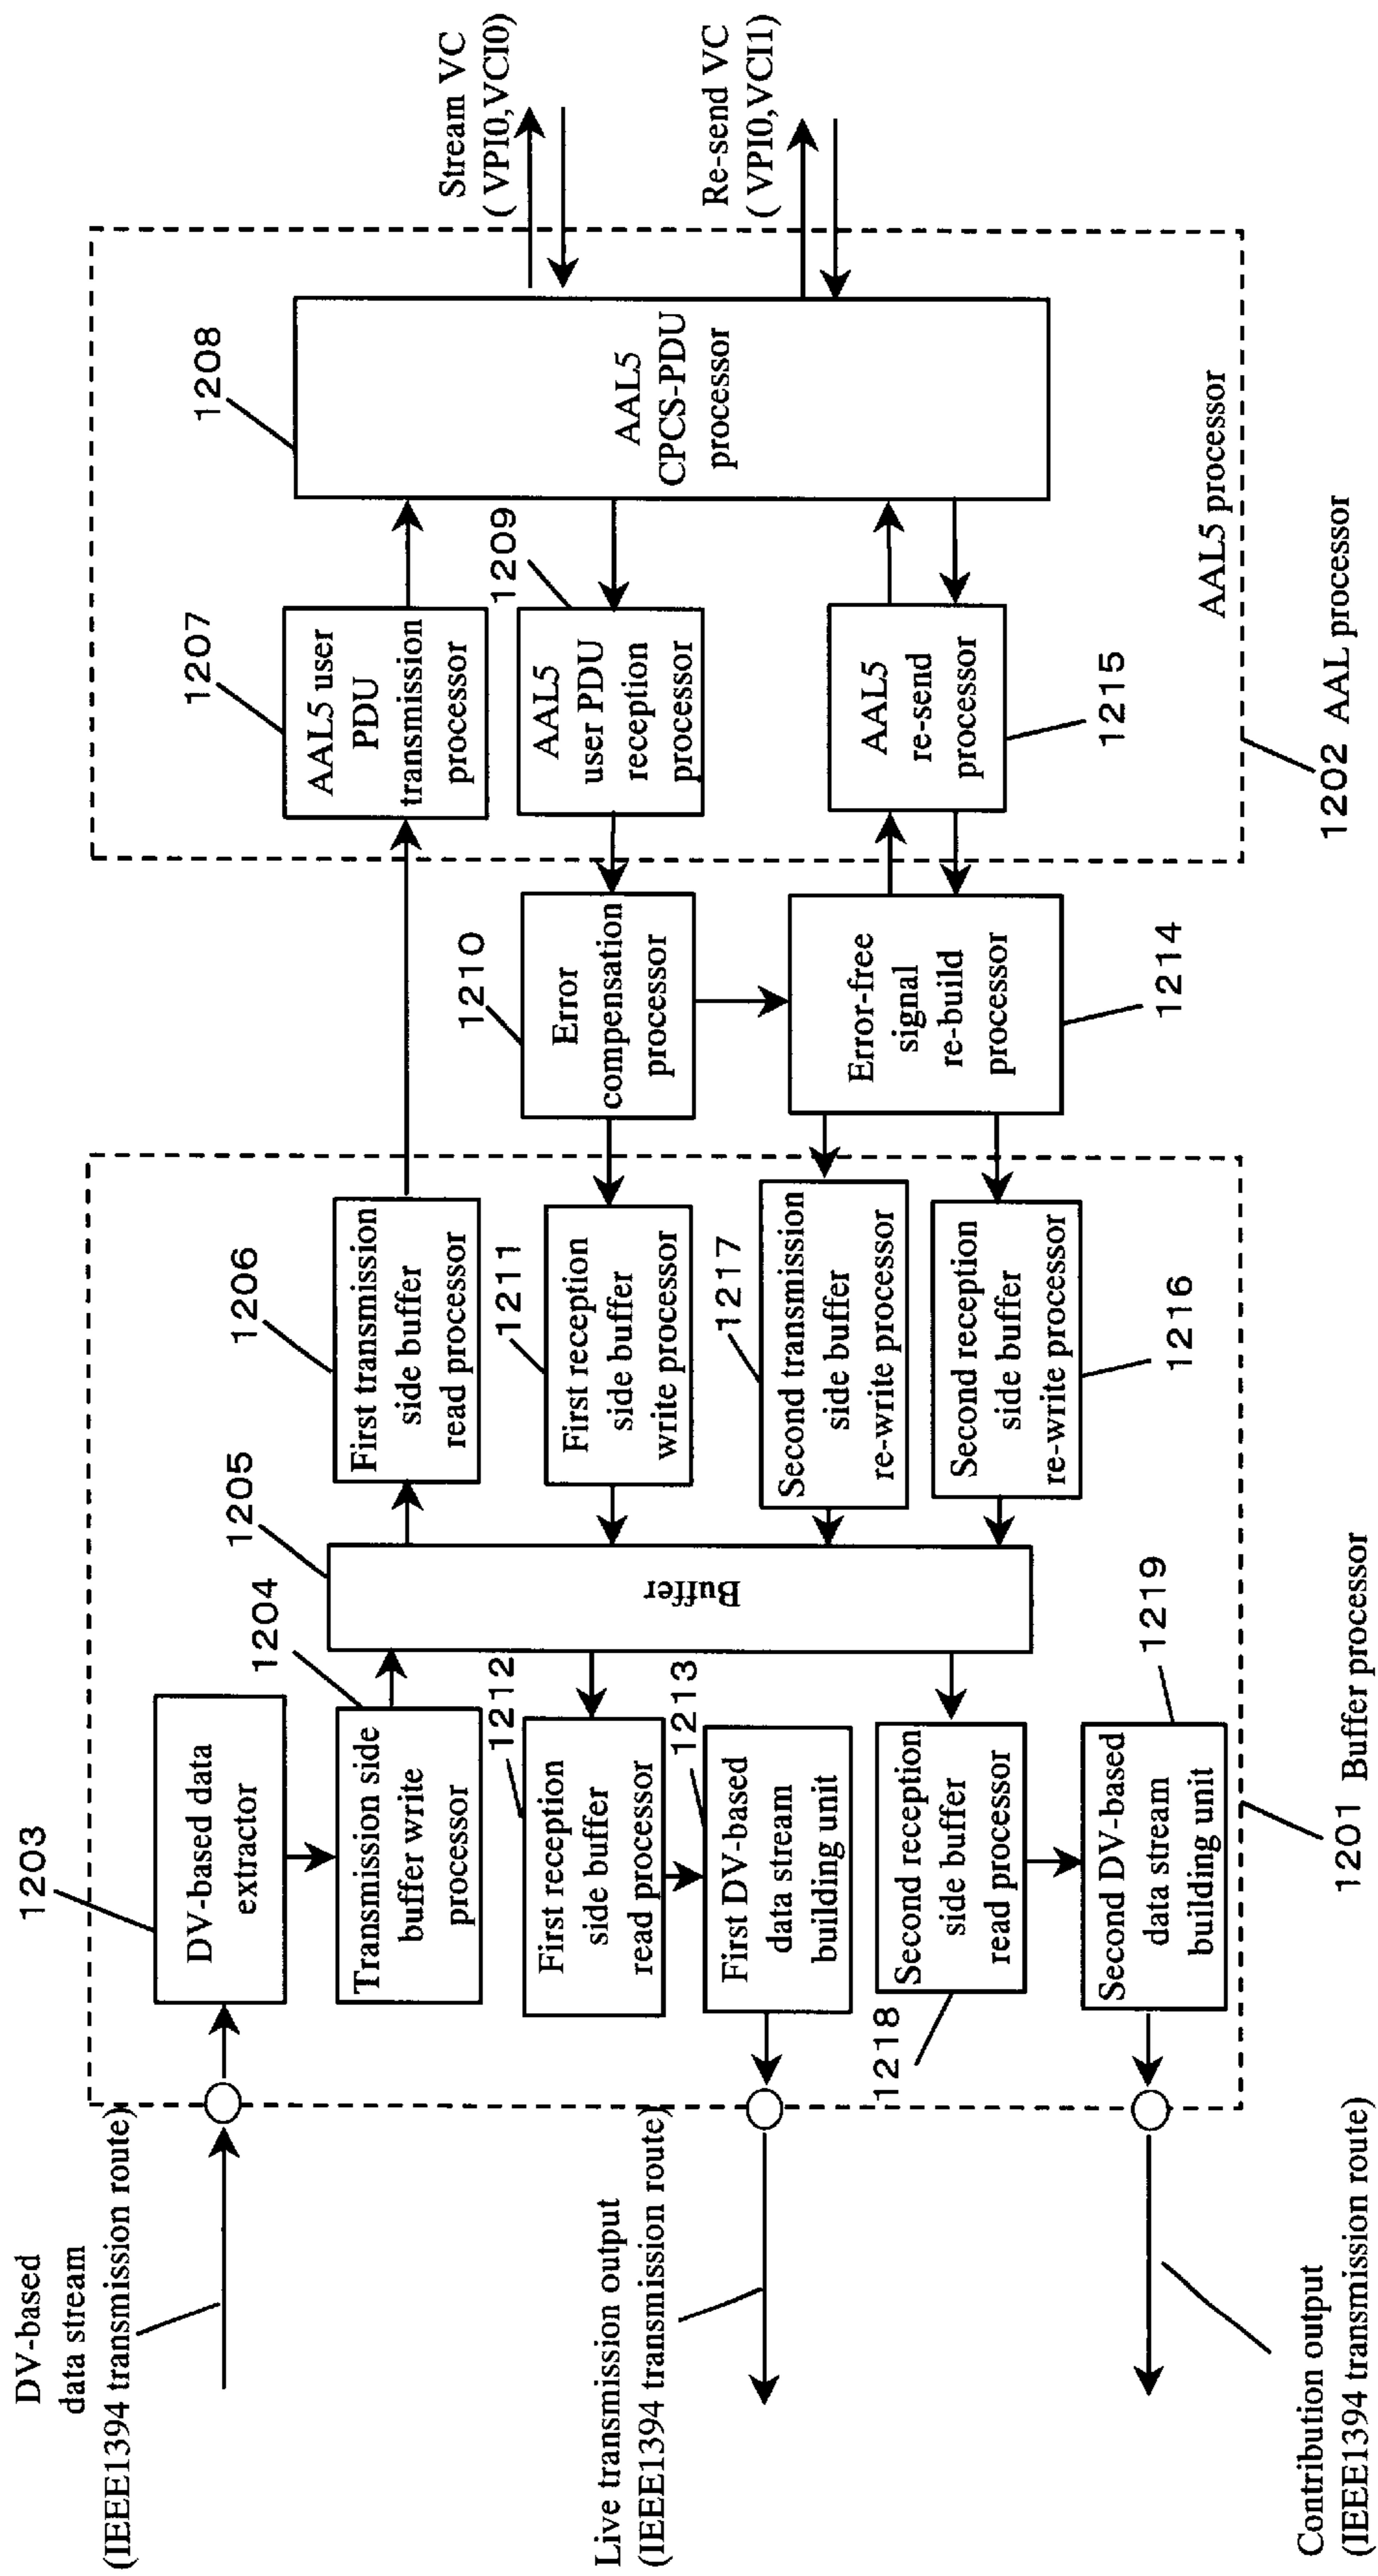 DV-based
data stream
(IEEE1394 transmission route)
Live transmission output
(IEEE1394 transmission route)
Contribution output
(IEEE1394 transmission route)
1203
DV-based data
extractor
1204
Transmission side
buffer write
processor
1212
First reception
side buffer
read processor
1213
First DV-based
data stream
building unit
1218
Second reception
side buffer
read processor
1219
Second DV-based
data stream
building unit
1201 Buffer processor
1205
Buffer
1206
First transmission
side buffer
read processor
1211
First reception
side buffer
write processor
1217
Second transmission
side buffer
re-write processor
1216
Second reception
side buffer
re-write processor
1210
Error
compensation
processor
1214
Error-free
signal
re-build
processor
1207
AAL5 user
PDU
transmission
processor
1209
AAL5
user PDU
reception
processor
1215
AAL5
re-send
processor
1208
AAL5
CPCS-PDU
processor
AAL5 processor
1202 AAL processor
Stream VC
( VPI0,VCI0)
Re-send VC
( VPI0,VCI1)